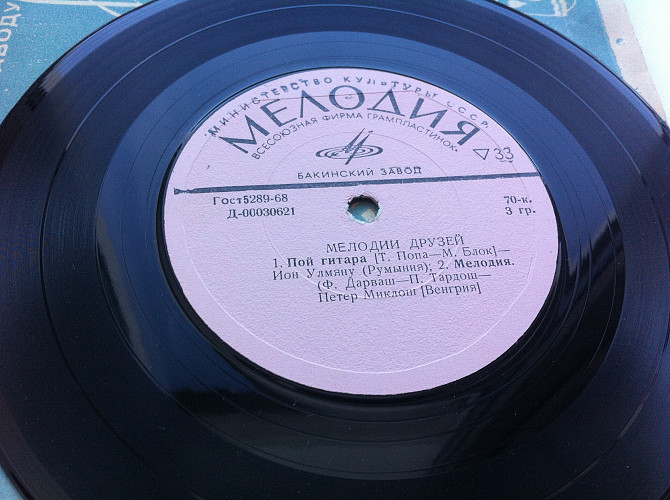 ЗАВОДУ
МИНИСТЕРСТВО КУЛЬТУРЫ СССР
МЕЛОДИЯ
ВСЕСОЮЗНАЯ ФИРМА ГРАМПЛАСТИНОК
▽33
БАКИНСКИЙ ЗАВОД
Гост5289-68
70-к.
Д-00030621
3 гр.
МЕЛОДИИ ДРУЗЕЙ
1. Пой гитара [Т. Попа—М. Блок]—
Ион Улмяну (Румыния); 2. Мелодия.
(Ф. Дарваш—П. Тардош—
Петер Миклош [Венгрия]